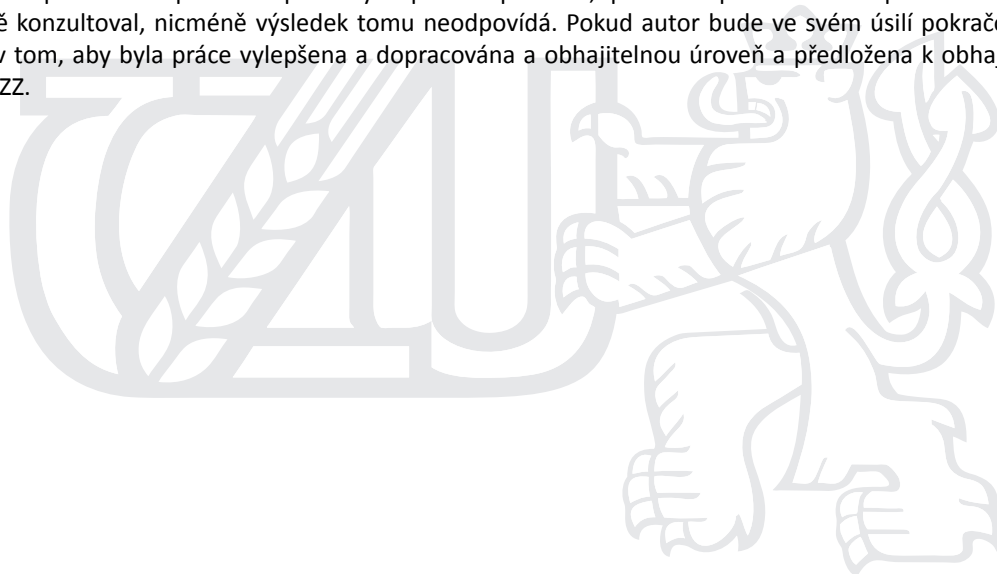 ě konzultoval, nicméně výsledek tomu neodpovídá. Pokud autor bude ve svém úsilí pokrač
v tom, aby byla práce vylepšena a dopracována a obhajitelnou úroveň a předložena k obhaj
ZZ.